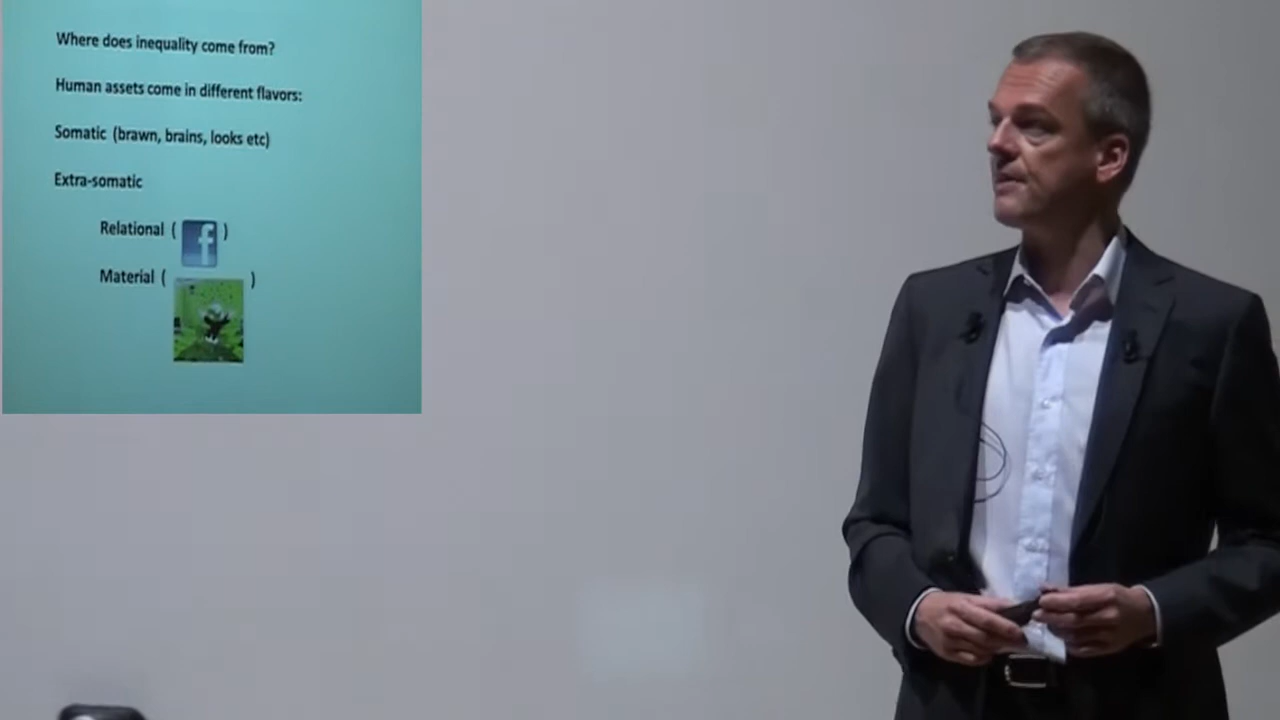 Where does inequality come from?
Human assets come in different flavors:
Somatic (brawn, brains, looks etc)
Extra-somatic
Relational ( f )
Material ( )